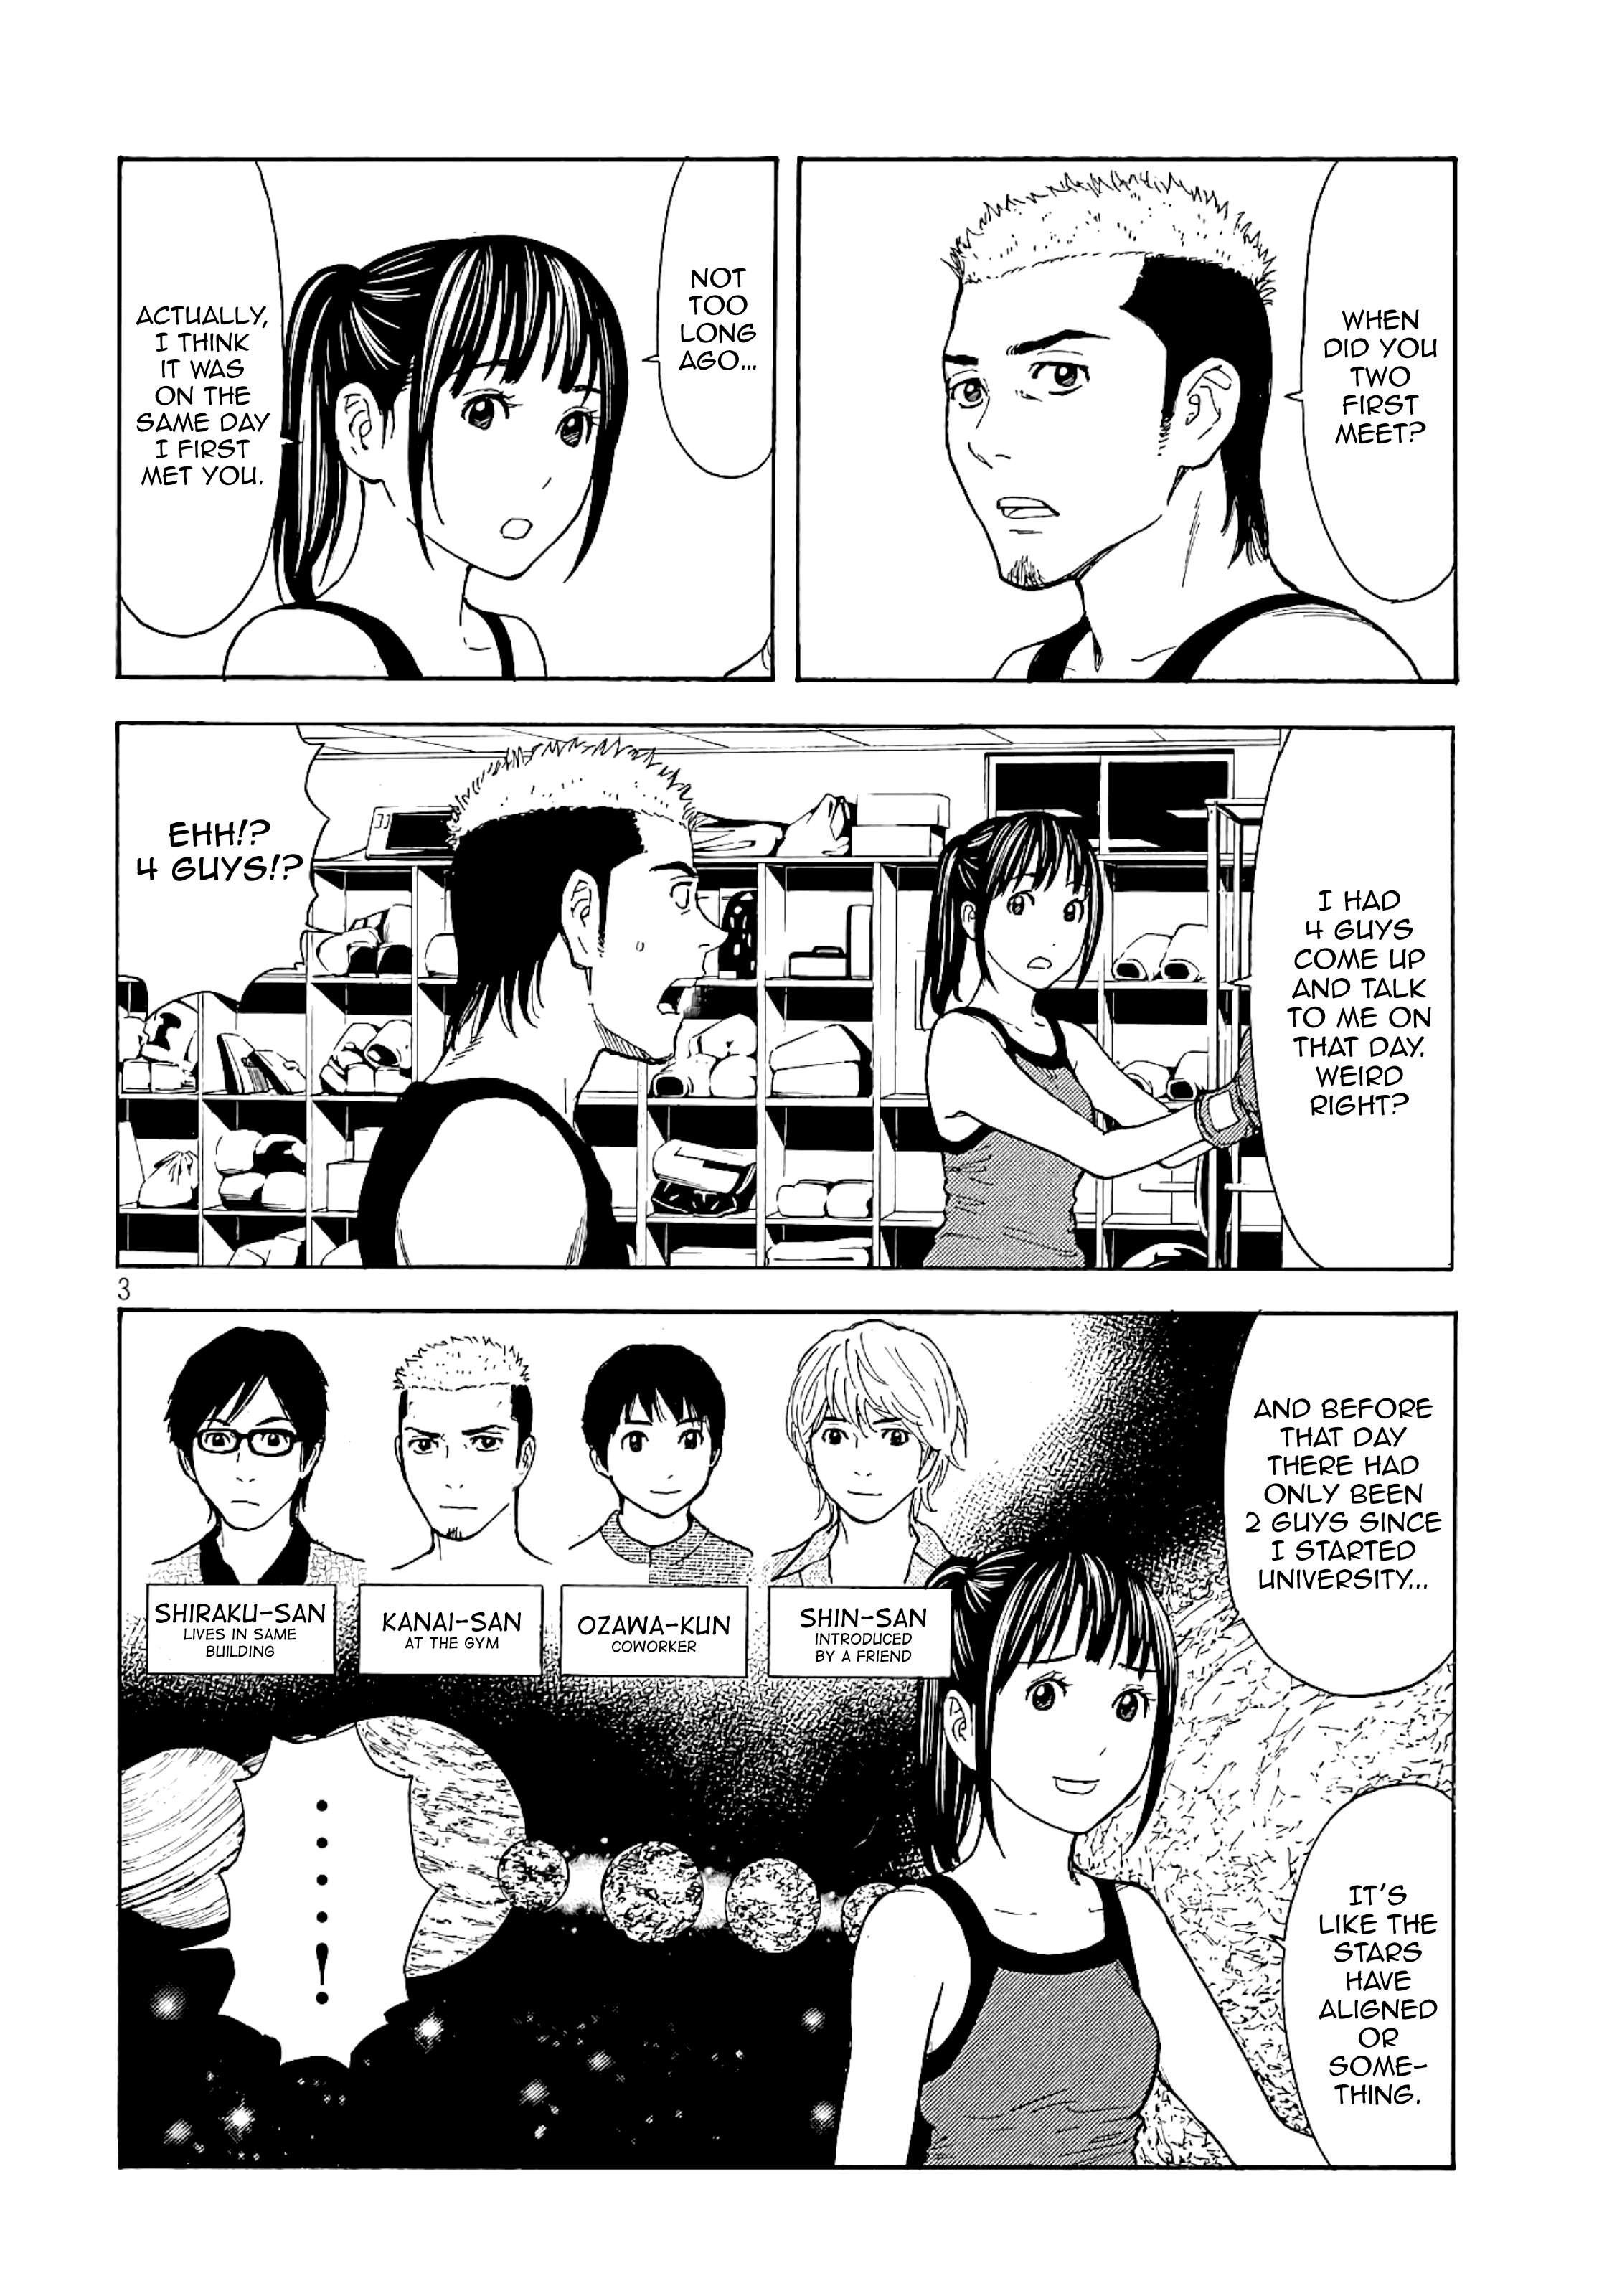 WHEN
DID YOU
TWO
FIRST
MEET?
NOT
TOO
LONG
AGO...
ACTUALLY,
I THINK
IT WAS
ON THE
SAME DAY
I FIRST
MET YOU.
I HAD
4 GUYS
COME UP
AND TALK
TO ME ON
THAT DAY.
WEIRD
RIGHT?
EHH!?
4 GUYS!?
3
AND BEFORE
THAT DAY
THERE HAD
ONLY BEEN
2 GUYS SINCE
I STARTED
UNIVERSITY...
SHIN-SAN
INTRODUCED
BY A FRIEND
OZAWA-KUN
COWORKER
KANAI-SAN
AT THE GYM
SHIRAKU-SAN
LIVES IN SAME
BUILDING
IT'S
LIKE THE
STARS
HAVE
ALIGNED
OR
SOME-
THING.
.....!